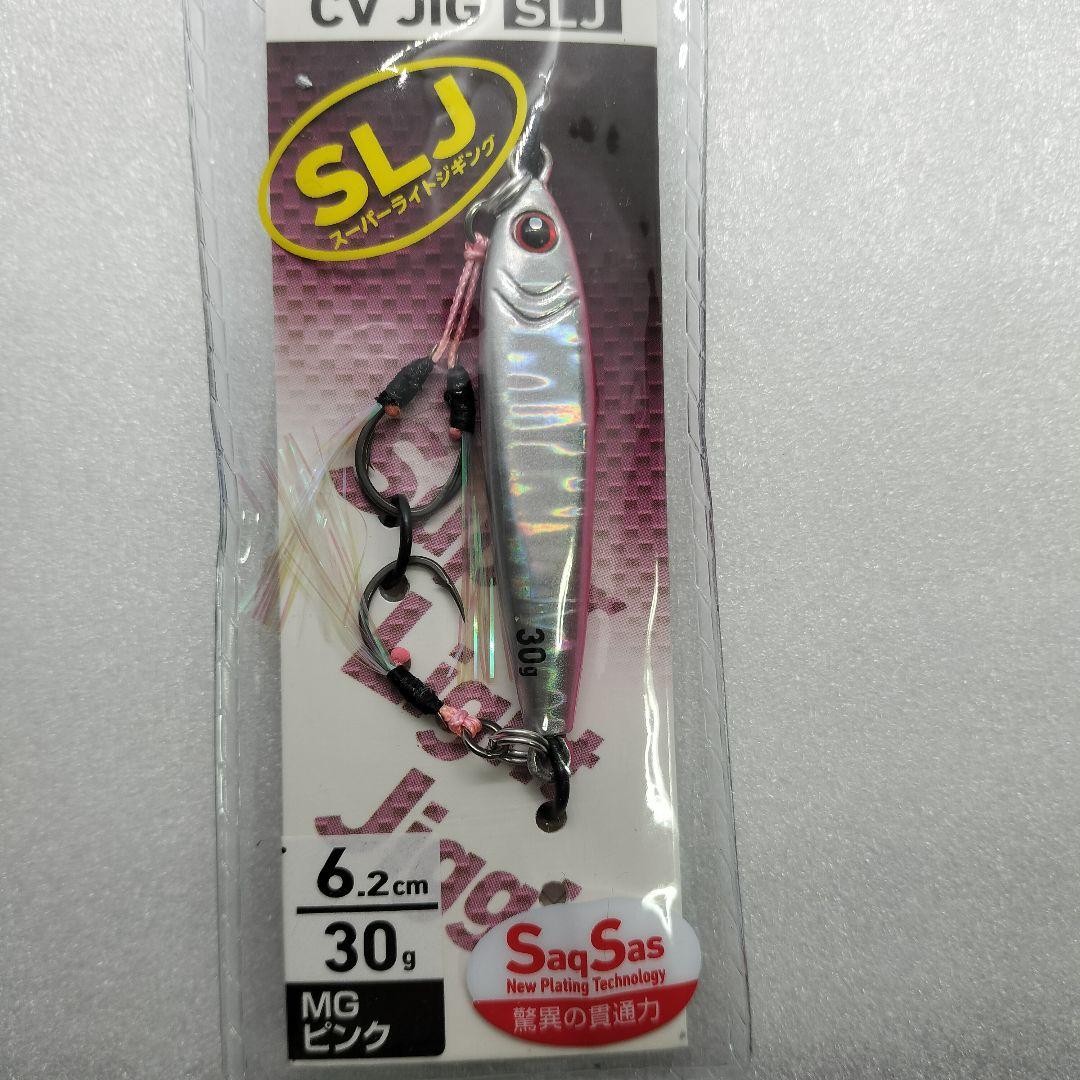 CV JIG SLJ
SLJ
スーパーライトジギング
30g
Light
6.2cm
30g
MG
ピンク
SaqSas
New Plating Technology
驚異の貫通力